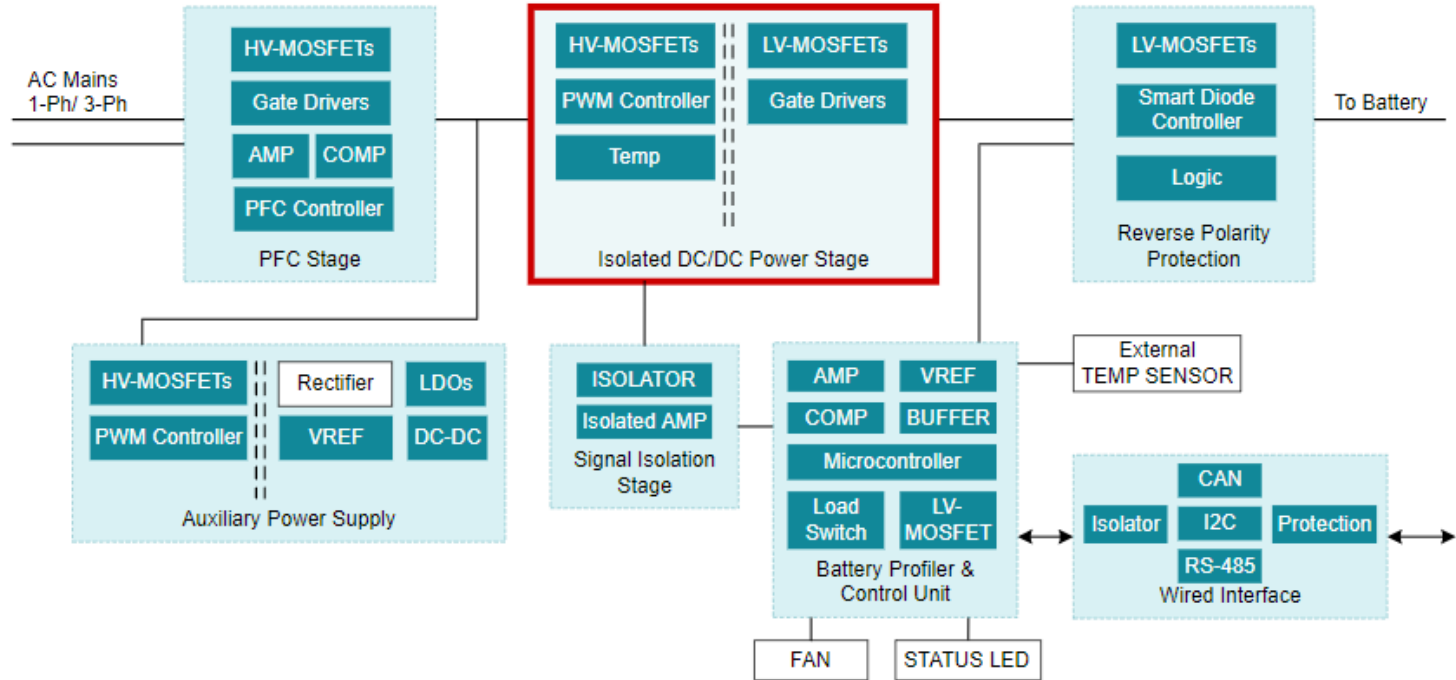 AC Mains
1-Ph/ 3-Ph
HV-MOSFETs
Gate Drivers
AMP
COMP
PFC Controller
PFC Stage
HV-MOSFETs
PWM Controller
Temp
LV-MOSFETs
Gate Drivers
Isolated DC/DC Power Stage
LV-MOSFETs
Smart Diode
Controller
Logic
Reverse Polarity
Protection
To Battery
HV-MOSFETs
PWM Controller
Rectifier
LDOs
VREF
DC-DC
Auxiliary Power Supply
ISOLATOR
Isolated AMP
Signal Isolation
Stage
AMP
VREF
COMP
BUFFER
Microcontroller
Load
Switch
LV-
MOSFET
Battery Profiler &
Control Unit
External
TEMP SENSOR
CAN
Isolator
I2C
Protection
RS-485
Wired Interface
FAN
STATUS LED